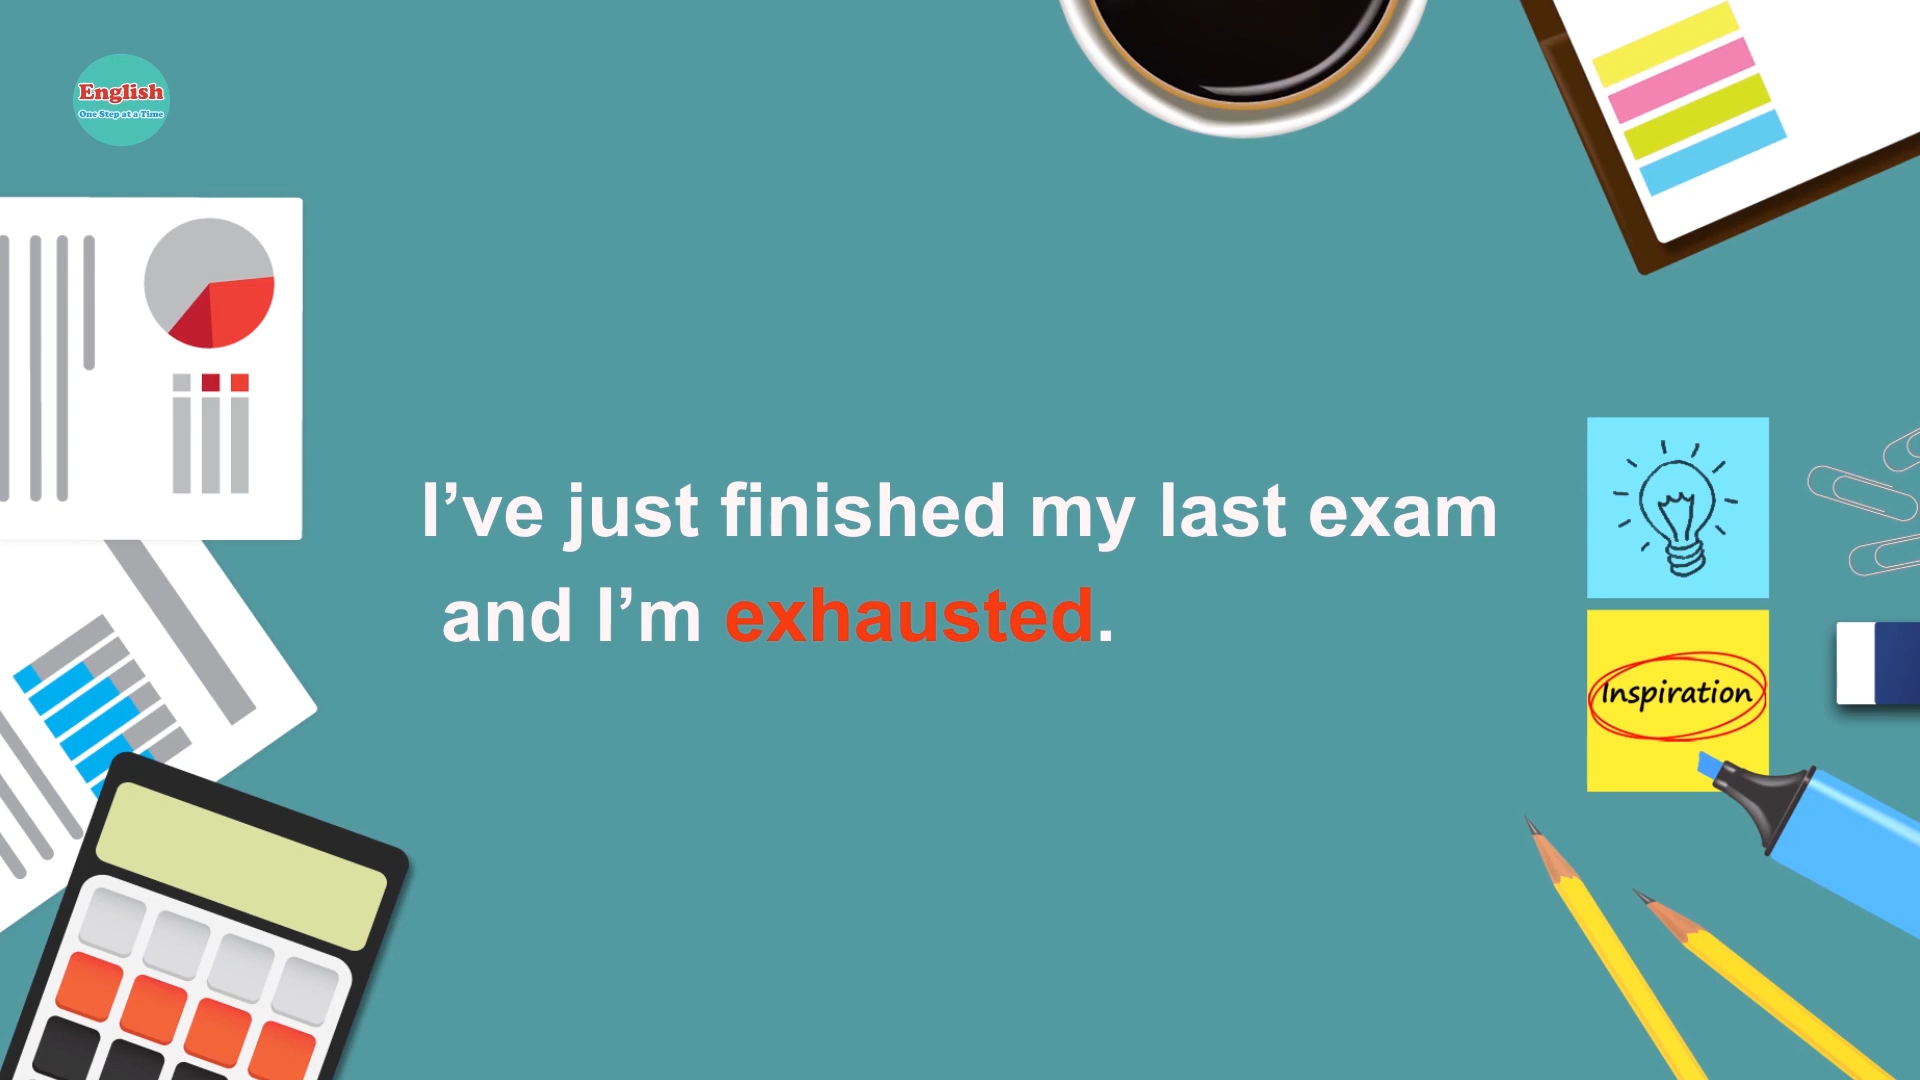 English
One Step at a Time
I’ve just finished my last exam
and I’m exhausted.
Inspiration